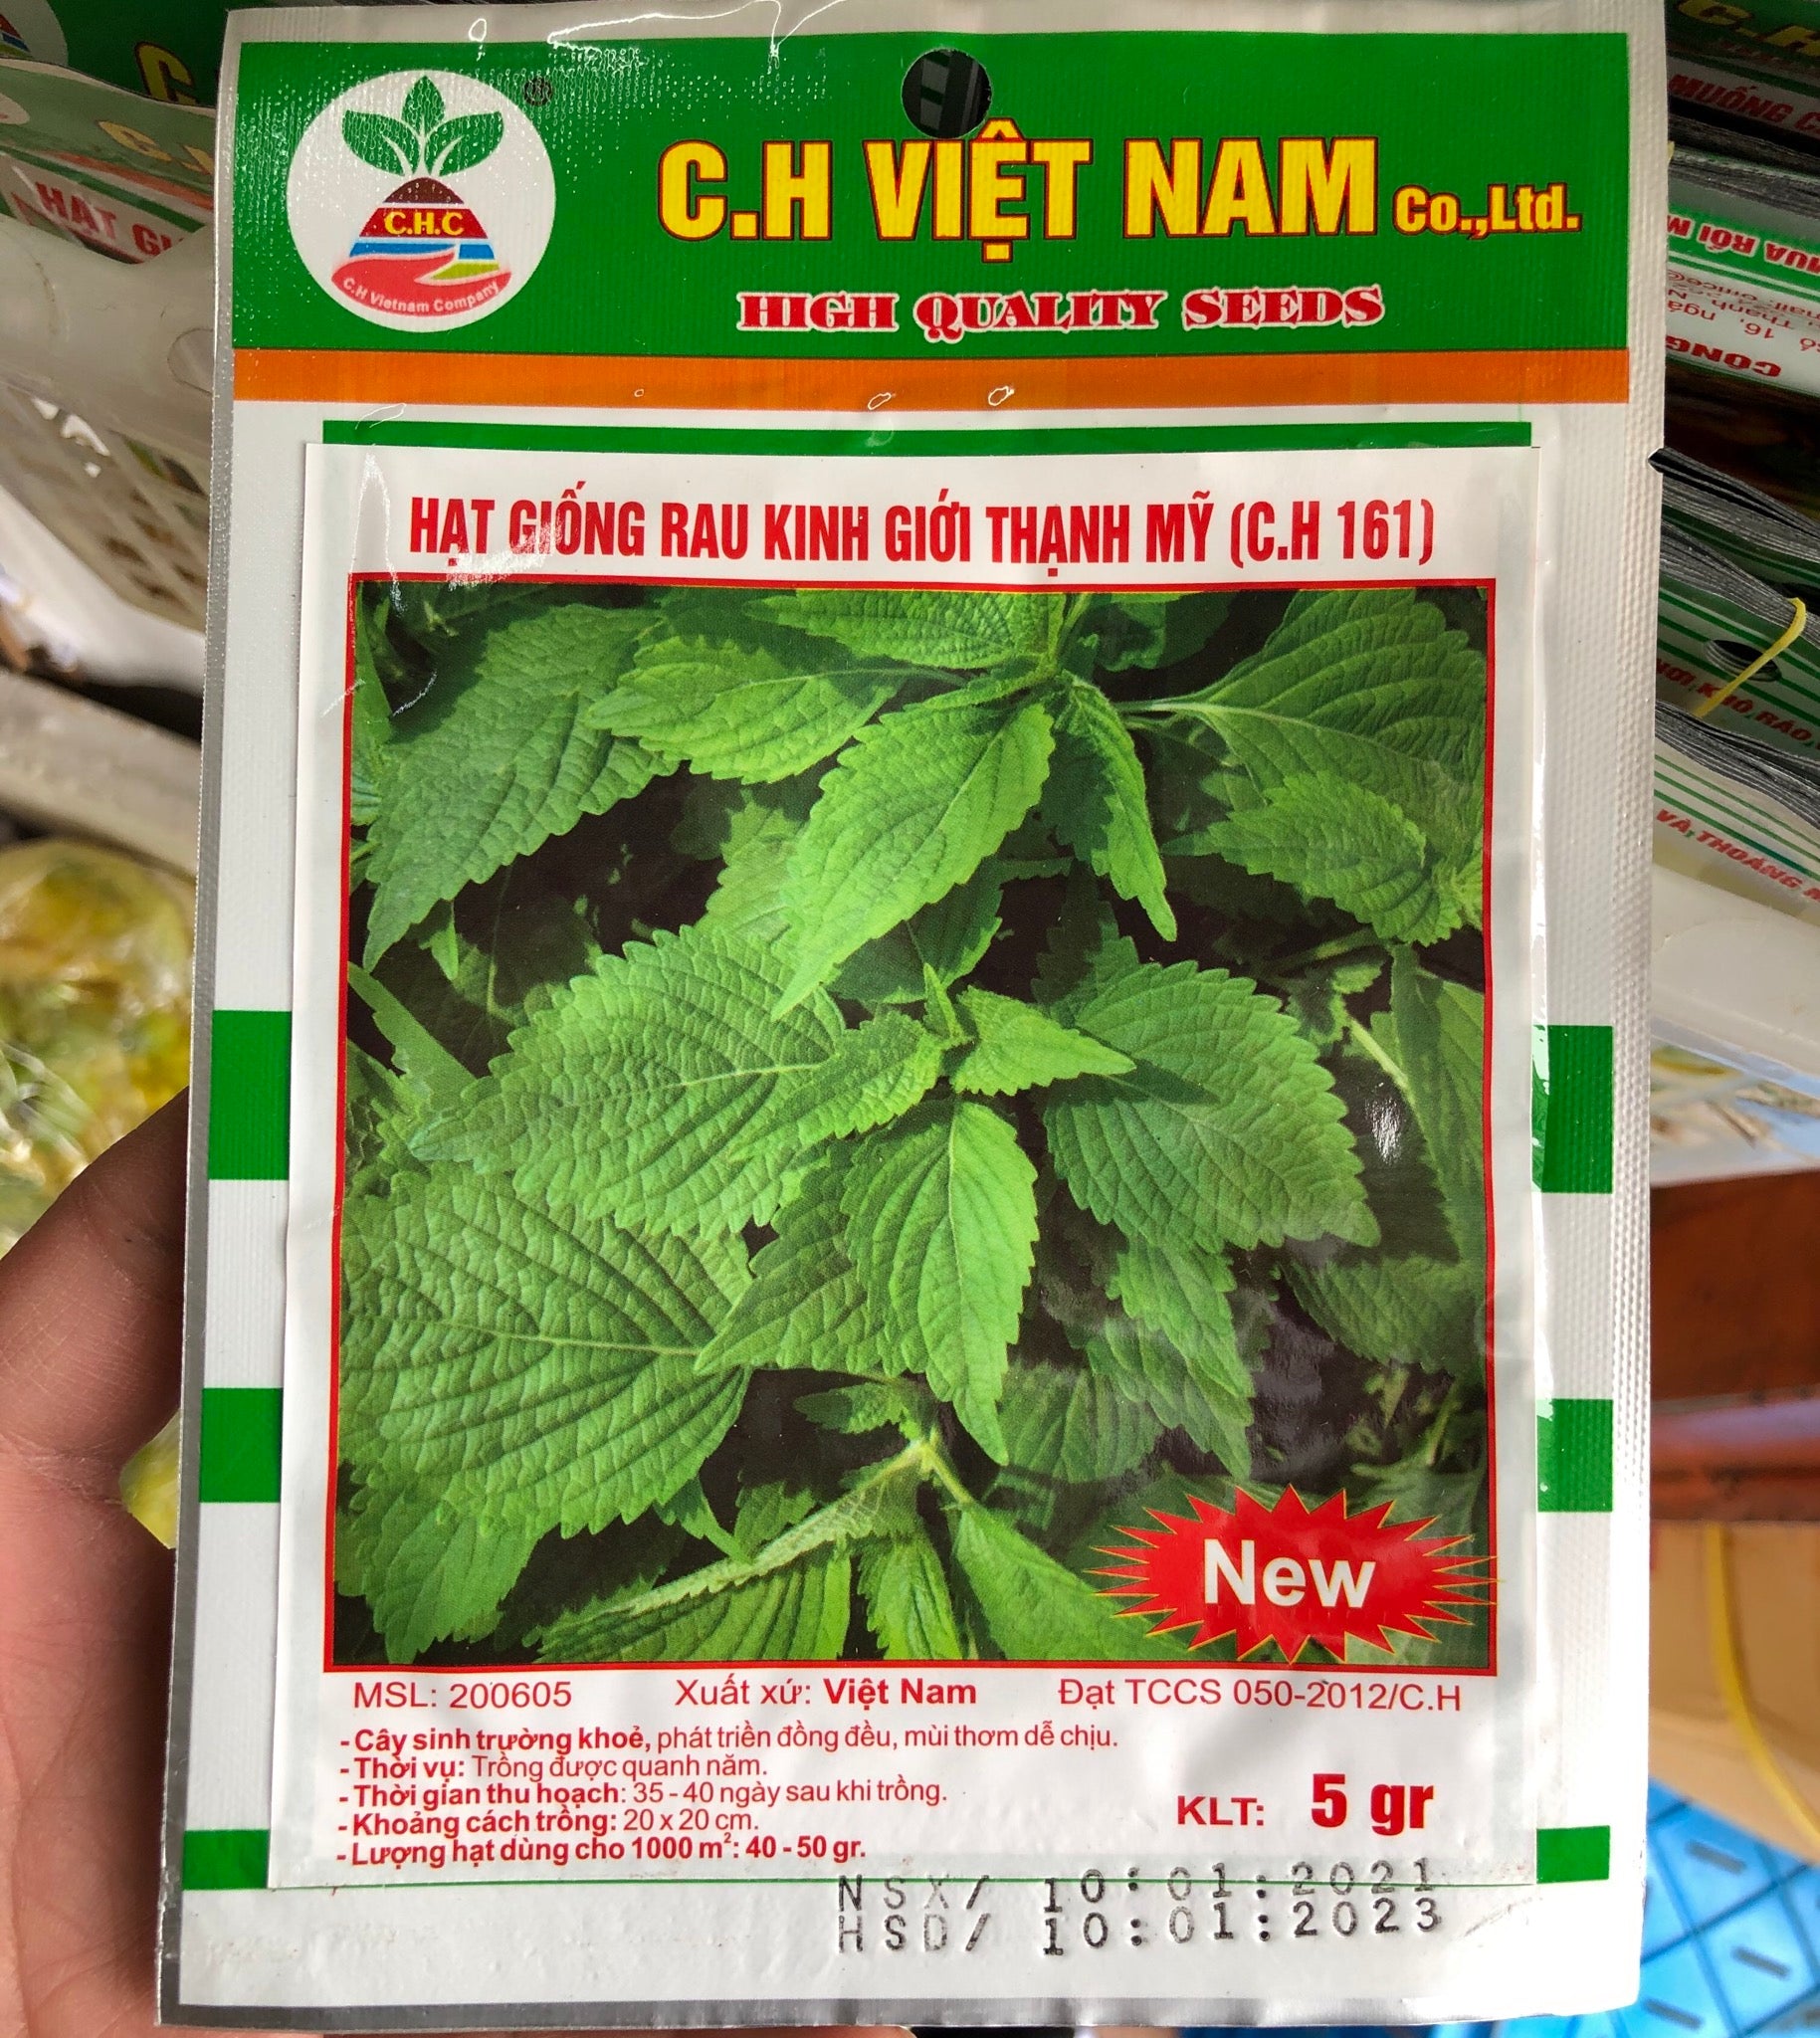 C.H VIỆT NAM Co.,Ltd.
C.H.C
C.H Vietnam Company
HIGH QUALITY SEEDS
HẠT GIỐNG RAU KINH GIỚI THẠNH MỸ (C.H 161)
New
MSL: 200605 Xuất xứ: Việt Nam Đạt TCCS 050-2012/C.H
- Cây sinh trưởng khoẻ, phát triển đồng đều, mùi thơm dễ chịu.
- Thời vụ: Trồng được quanh năm.
- Thời gian thu hoạch: 35 - 40 ngày sau khi trồng.
- Khoảng cách trồng: 20 x 20 cm.
- Lượng hạt dùng cho 1000 m²: 40 - 50 gr.
KLT: 5 gr
NSX/ 10:01:2021
HSD/ 10:01:2023
HẠT
MUỐNG
VÀ THOÁNG